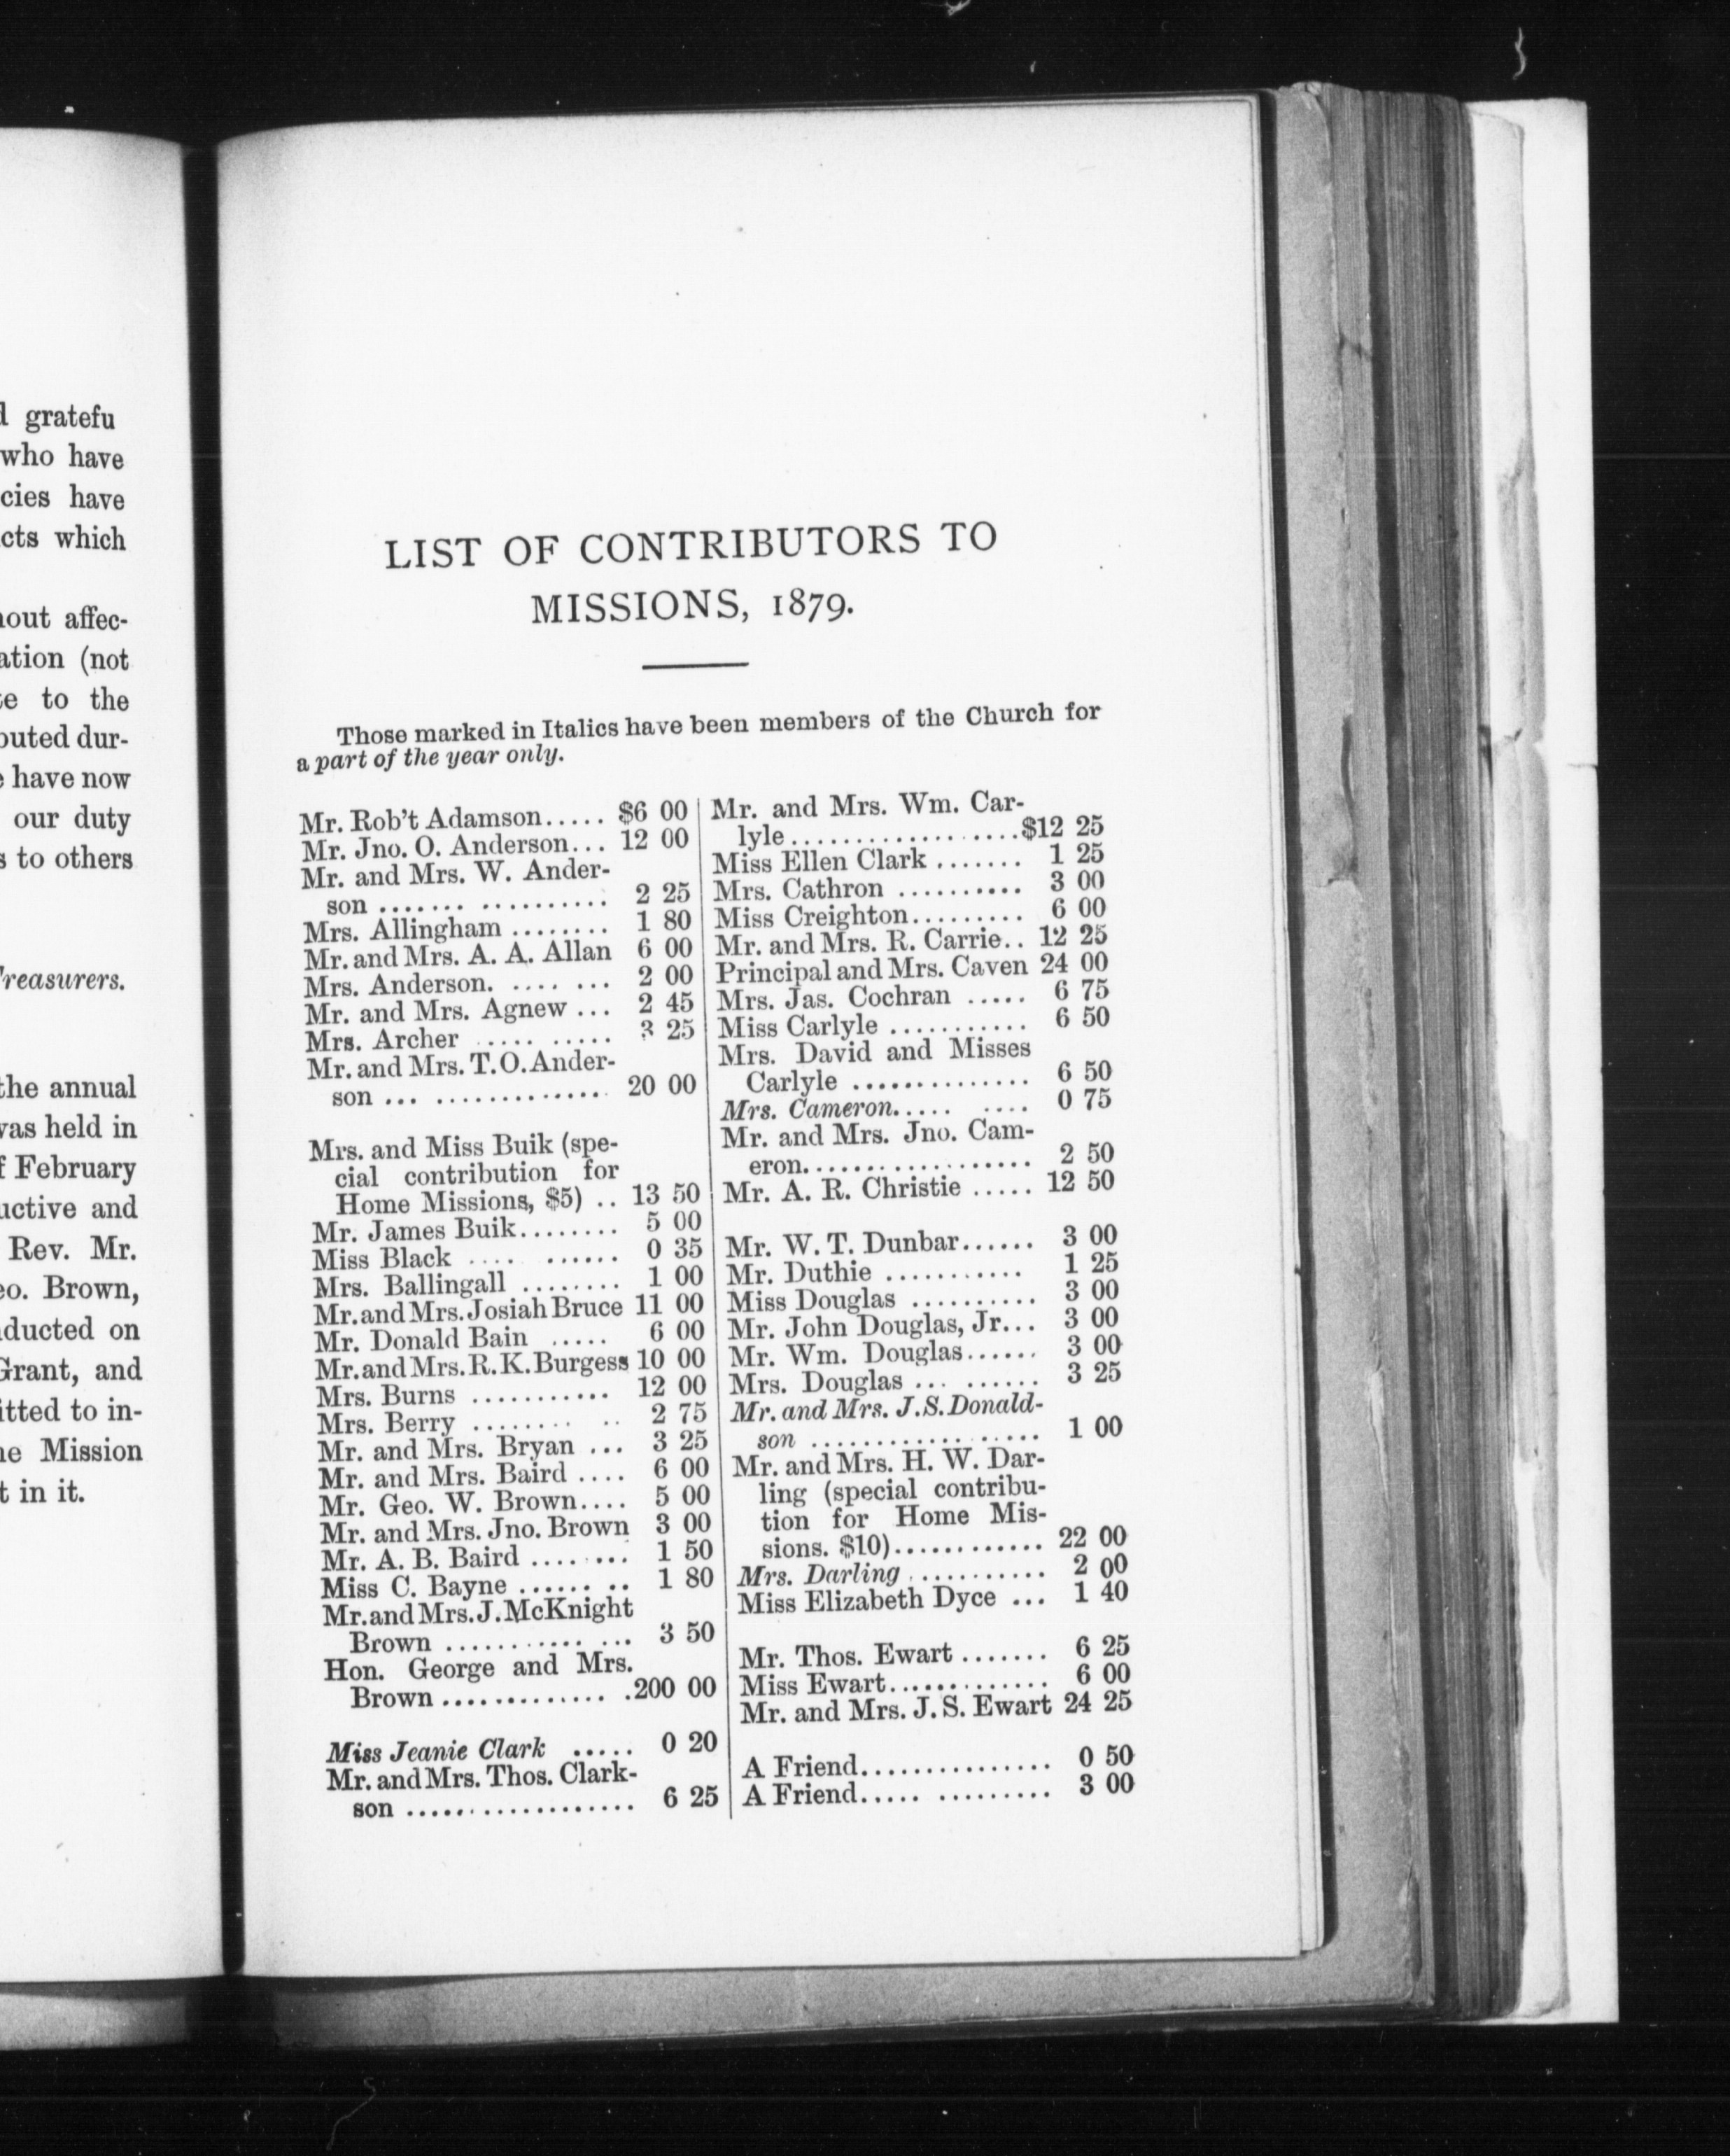 gratefu
who have
cies have
cts which
out affec-
ation (not
to the
buted dur-
have now
our duty
s to others
Treasurers.
the annual
was held in
February
uctive and
Rev. Mr.
eo. Brown,
ducted on
Grant, and
itted to in-
Mission
t in it.
LIST OF CONTRIBUTORS TO
MISSIONS, 1879.
Those marked in Italics have been members of the Church for
a part of the year only.
Mr. Rob't Adamson..... $6 00
Mr. Jno. O. Anderson... 12 00
Mr. and Mrs. W. Ander-
son ....... .......... 2 25
Mrs. Allingham ........ 1 80
Mr. and Mrs. A. A. Allan 6 00
Mrs. Anderson. .... ... 2 00
Mr. and Mrs. Agnew ... 2 45
Mrs. Archer ..... ..... 3 25
Mr. and Mrs. T. O. Ander-
son ... ............. 20 00
Mrs. and Miss Buik (spe-
cial contribution for
Home Missions, $5) .. 13 50
Mr. James Buik........ 5 00
Miss Black .... ...... 0 35
Mrs. Ballingall ........ 1 00
Mr. and Mrs. Josiah Bruce 11 00
Mr. Donald Bain ..... 6 00
Mr. and Mrs. R. K. Burgess 10 00
Mrs. Burns ........... 12 00
Mrs. Berry ........ .. 2 75
Mr. and Mrs. Bryan ... 3 25
Mr. and Mrs. Baird .... 6 00
Mr. Geo. W. Brown.... 5 00
Mr. and Mrs. Jno. Brown 3 00
Mr. A. B. Baird ........ 1 50
Miss C. Bayne ...... .. 1 80
Mr. and Mrs. J. McKnight
Brown ........... ... 3 50
Hon. George and Mrs.
Brown ............. .200 00
Miss Jeanie Clark ..... 0 20
Mr. and Mrs. Thos. Clark-
son ................... 6 25
Mr. and Mrs. Wm. Car-
lyle....................$12 25
Miss Ellen Clark ....... 1 25
Mrs. Cathron .......... 3 00
Miss Creighton......... 6 00
Mr. and Mrs. R. Carrie.. 12 25
Principal and Mrs. Caven 24 00
Mrs. Jas. Cochran ..... 6 75
Miss Carlyle ........... 6 50
Mrs. David and Misses
Carlyle .............. 6 50
Mrs. Cameron..... .... 0 75
Mr. and Mrs. Jno. Cam-
eron.................. 2 50
Mr. A. R. Christie ..... 12 50
Mr. W. T. Dunbar...... 3 00
Mr. Duthie ........... 1 25
Miss Douglas .......... 3 00
Mr. John Douglas, Jr... 3 00
Mr. Wm. Douglas...... 3 00
Mrs. Douglas ... ...... 3 25
Mr. and Mrs. J. S. Donald-
son .................. 1 00
Mr. and Mrs. H. W. Dar-
ling (special contribu-
tion for Home Mis-
sions. $10)............ 22 00
Mrs. Darling ........... 2 00
Miss Elizabeth Dyce ... 1 40
Mr. Thos. Ewart ....... 6 25
Miss Ewart............. 6 00
Mr. and Mrs. J. S. Ewart 24 25
A Friend............... 0 50
A Friend..... ......... 3 00